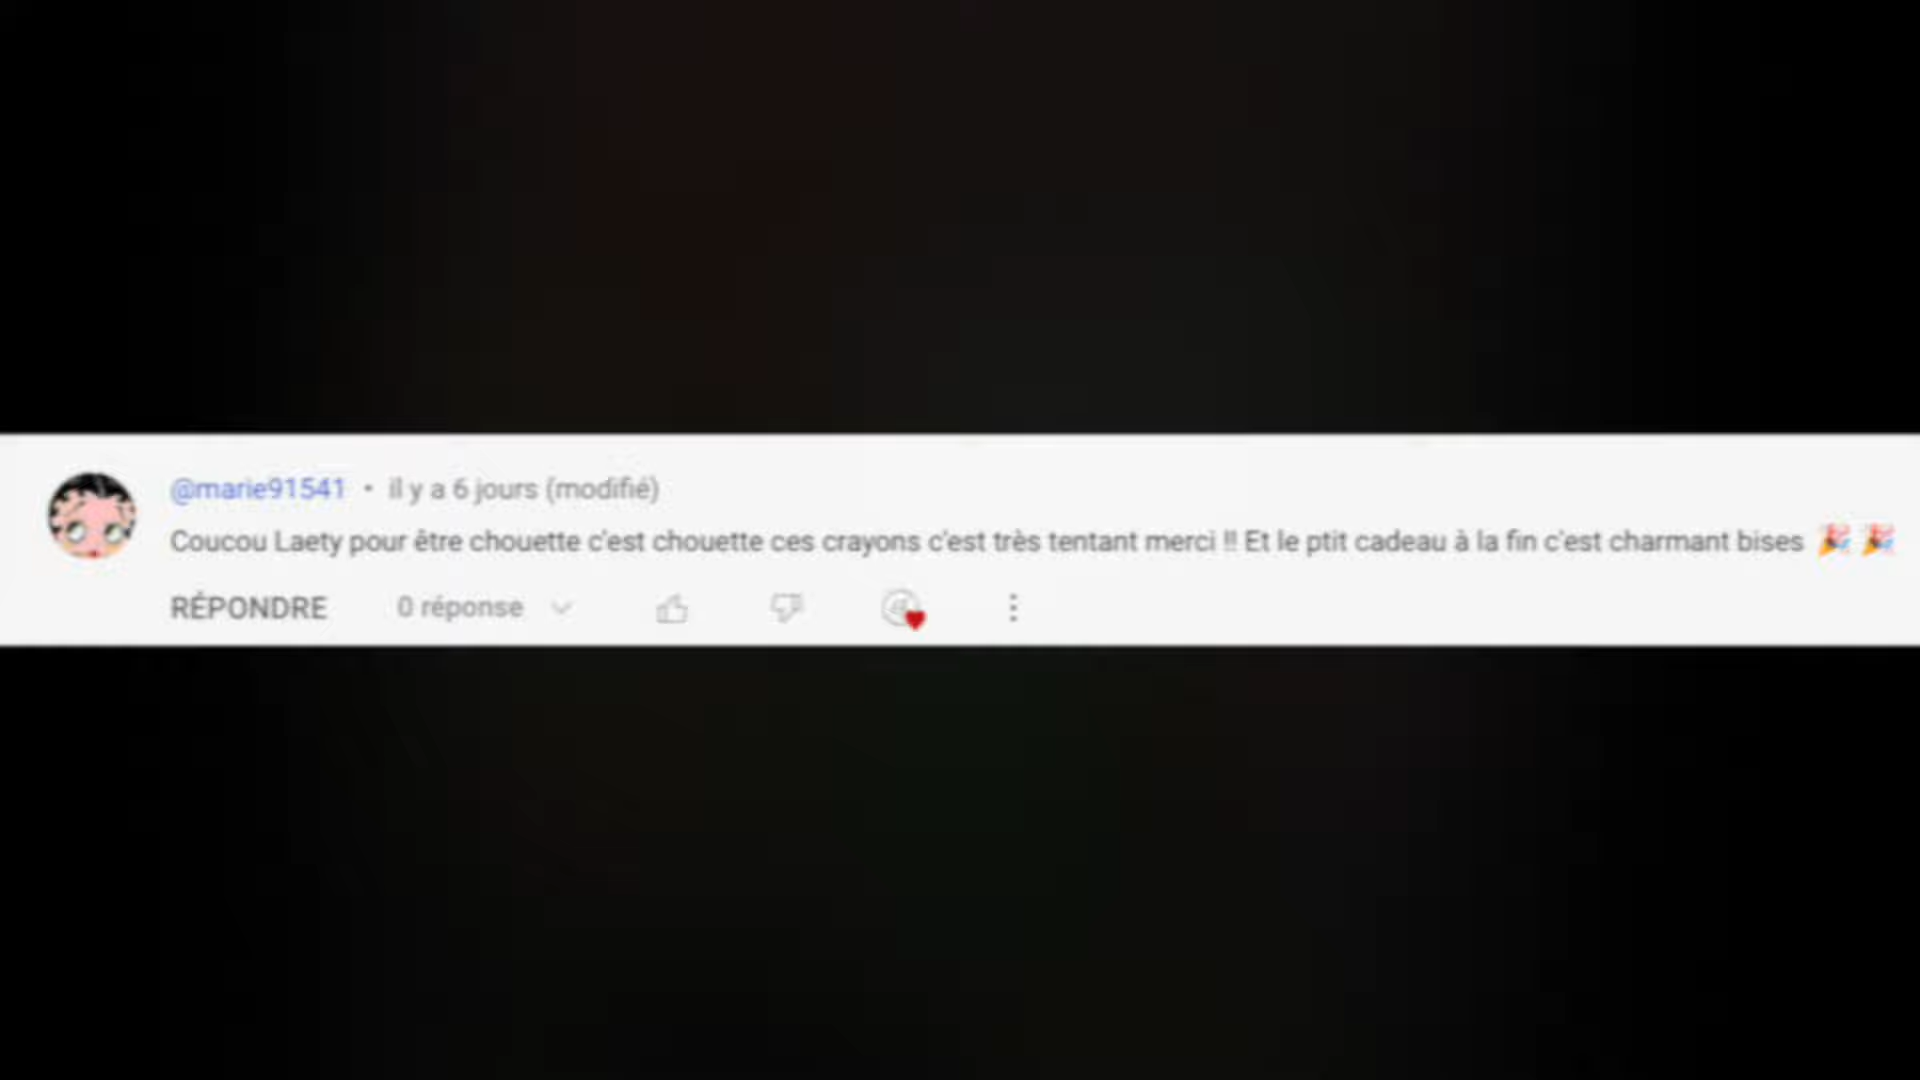 @marie91541 • il y a 6 jours (modifié)
Coucou Laety pour être chouette c'est chouette ces crayons c'est très tentant merci !! Et le ptit cadeau à la fin c'est charmant bises 🎉 🎉
RÉPONDRE 0 réponse